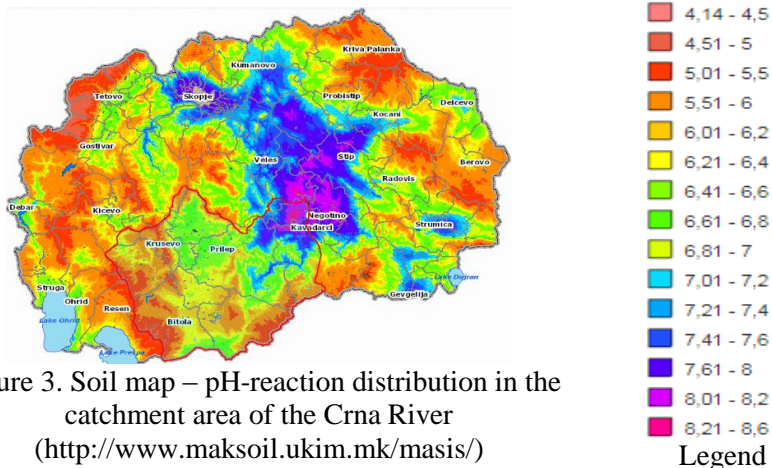 Kriva Palanka
Kumanovo
Tetovo
Skopje
Probistip
Delcevo
Kocani
Gostivar
Veles
Stip
Berovo
Radovis
Debar
Kicevo
Negotino
Kavadarci
Strumica
Krusevo
Prilep
Struga
Ohrid
Lake Ohrid
Resen
Bitola
Gevgelija
Lake Dojran
Lake Prespa
ure 3. Soil map – pH-reaction distribution in the
catchment area of the Crna River
(http://www.maksoil.ukim.mk/masis/)
4,14 - 4,5
4,51 - 5
5,01 - 5,5
5,51 - 6
6,01 - 6,2
6,21 - 6,4
6,41 - 6,6
6,61 - 6,8
6,81 - 7
7,01 - 7,2
7,21 - 7,4
7,41 - 7,6
7,61 - 8
8,01 - 8,2
8,21 - 8,6
Legend